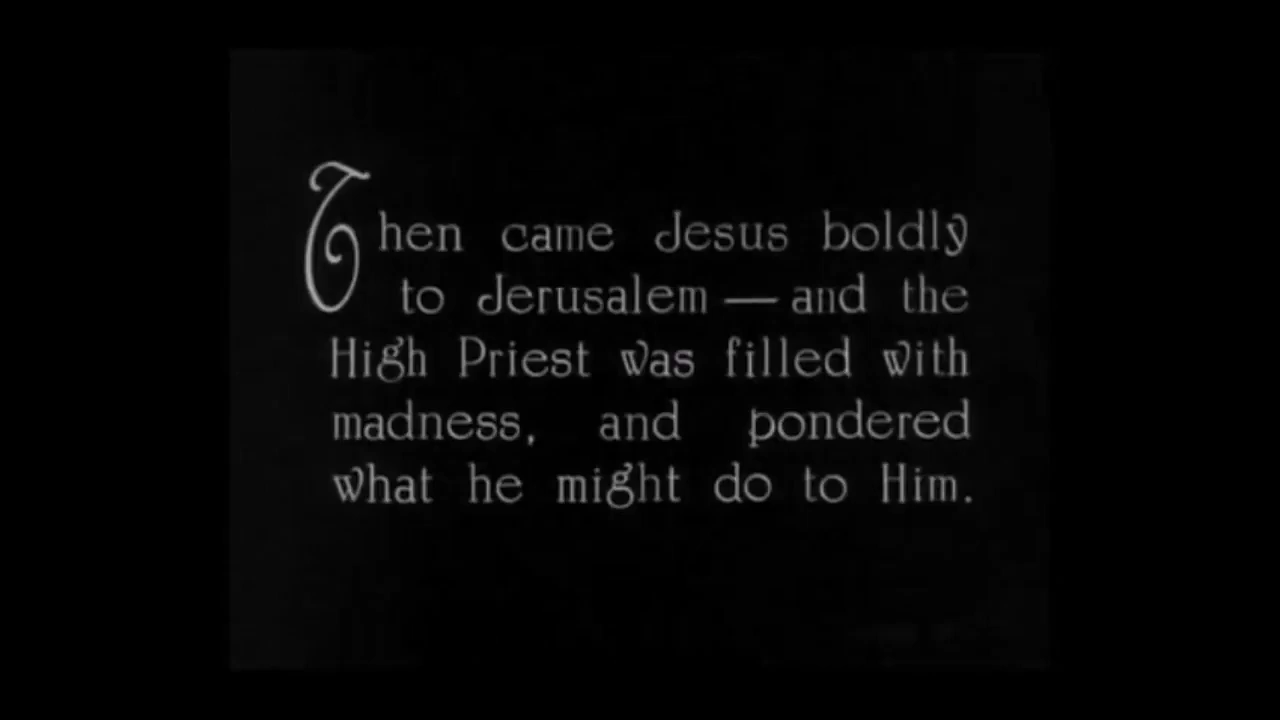 Then came Jesus boldly
to Jerusalem — and the
High Priest was filled with
madness, and pondered
what he might do to Him.